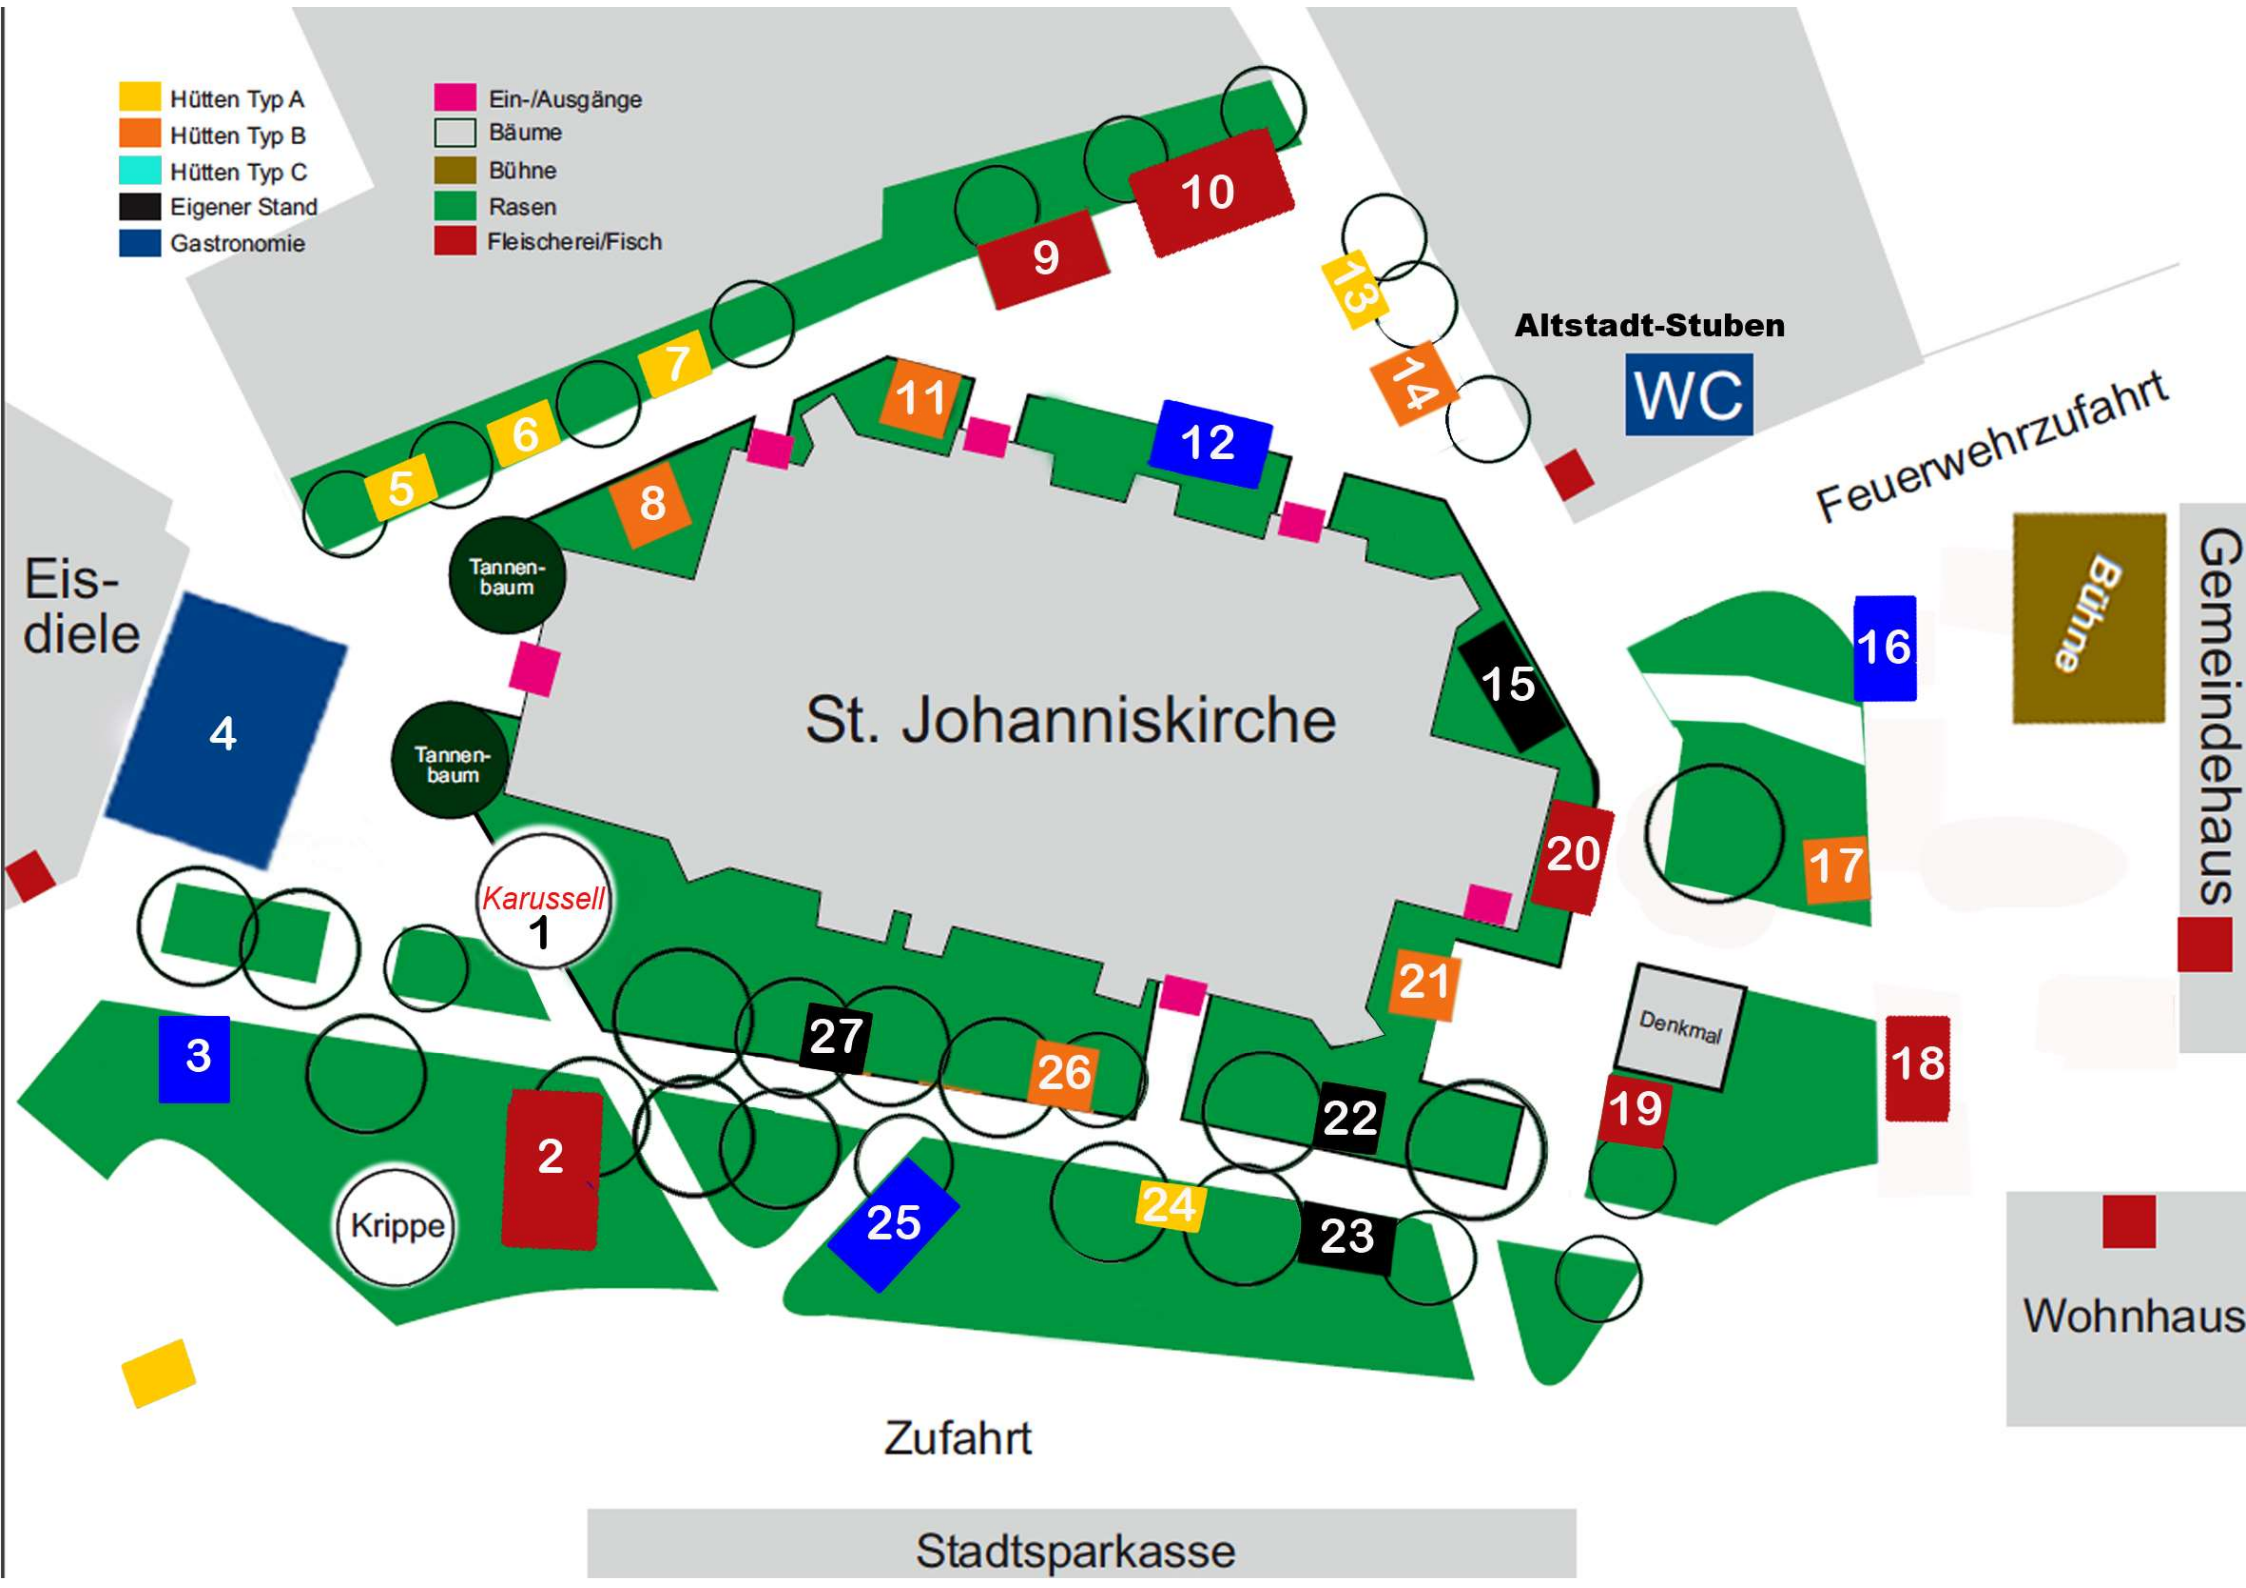 Hütten Typ A
Hütten Typ B
Hütten Typ C
Eigener Stand
Gastronomie
Ein-/Ausgänge
Bäume
Bühne
Rasen
Fleischerei/Fisch
10
9
13
14
Altstadt-Stuben
WC
Feuerwehrzufahrt
7
6
5
11
12
8
Tannen-
baum
Eis-
diele
4
Tannen-
baum
St. Johanniskirche
15
16
Bühne
Gemeindehaus
20
17
Karussell
1
21
Denkmal
18
19
3
27
26
22
2
Krippe
25
24
23
Wohnhaus
Zufahrt
Stadtsparkasse